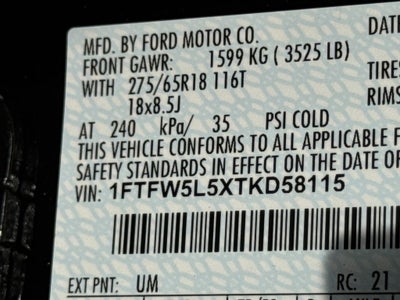 MFD. BY FORD MOTOR CO. DATE
FRONT GAWR: 1599 KG ( 3525 LB)
WITH 275/65R18 116T TIRES
18x8.5J RIMS
AT 240 kPa/ 35 PSI COLD
THIS VEHICLE CONFORMS TO ALL APPLICABLE
SAFETY STANDARDS IN EFFECT ON THE DATE OF
VIN: 1FTFW5L5XTKD58115
EXT PNT: UM RC: 21